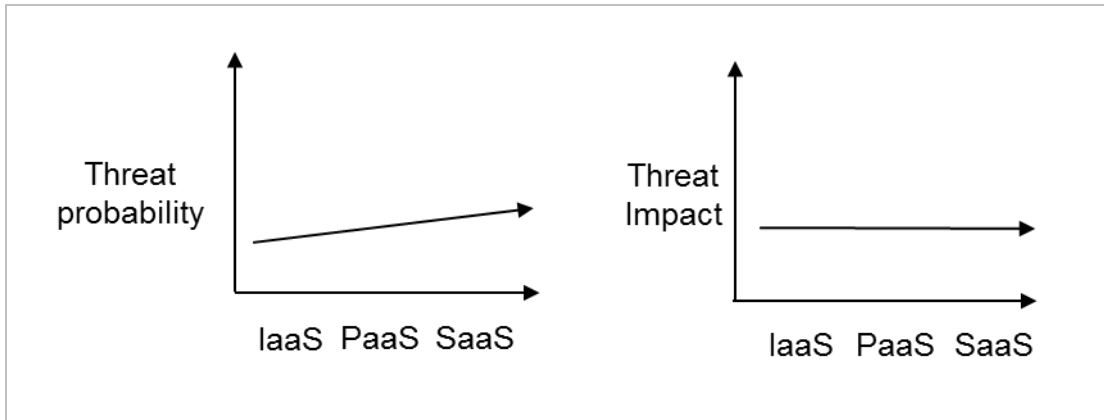 Threat
probability
IaaS PaaS SaaS
Threat
Impact
IaaS PaaS SaaS